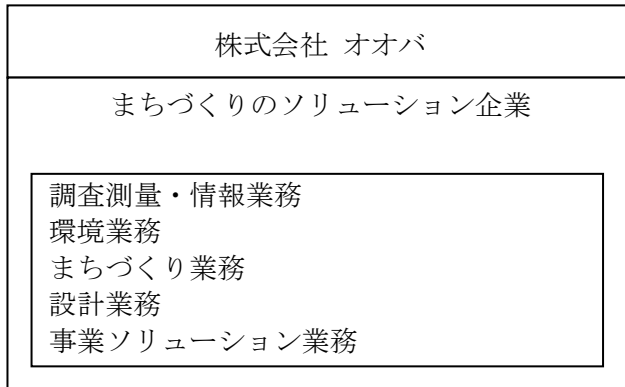 株式会社 オオバ
まちづくりのソリューション企業
調査測量・情報業務
環境業務
まちづくり業務
設計業務
事業ソリューション業務